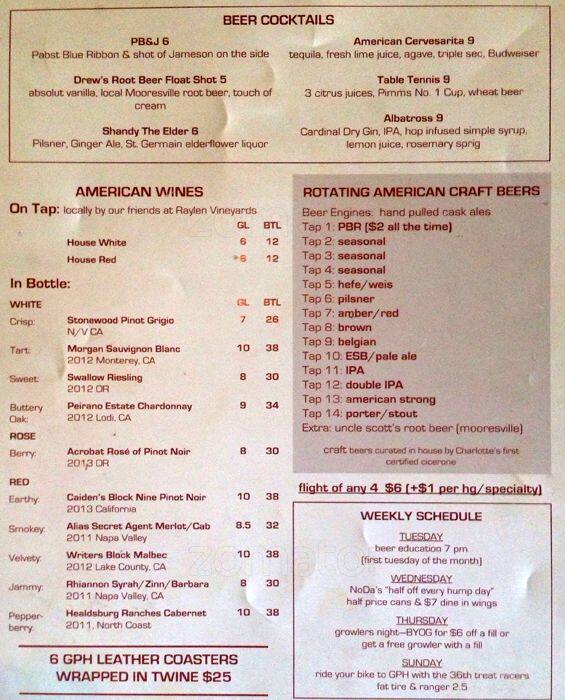 BEER COCKTAILS
PB&J 6
Pabst Blue Ribbon & shot of Jameson on the side
Drew's Root Beer Float Shot 5
absolut vanilla, local Mooresville root beer, touch of
cream
Shandy The Elder 6
Pilsner, Ginger Ale, St. Germain elderflower liquor
American Cervesarita 9
tequila, fresh lime juice, agave, triple sec, Budweiser
Table Tennis 9
3 citrus juices, Pimms No. 1 Cup, wheat beer
Albatross 9
Cardinal Dry Gin, IPA, hop infused simple syrup,
lemon juice, rosemary sprig
AMERICAN WINES
On Tap: locally by our friends at Raylen Vineyards
GL BTL
House White 6 12
House Red 6 12
In Bottle:
WHITE GL BTL
Crisp: Stonewood Pinot Grigio 7 26
N/V CA
Tart: Morgan Sauvignon Blanc 10 38
2012 Monterey, CA
Sweet: Swallow Riesling 8 30
2012 OR
Buttery Peirano Estate Chardonnay 9 34
Oak: 2012 Lodi, CA
ROSE
Berry: Acrobat Rosé of Pinot Noir 8 30
2013 OR
RED
Earthy: Caiden's Block Nine Pinot Noir 10 38
2013 California
Smokey: Alias Secret Agent Merlot/Cab 8.5 32
2011 Napa Valley
Velvety: Writers Block Malbec 10 38
2012 Lake County, CA
Jammy: Rhiannon Syrah/Zinn/Barbara 8 30
2011 Napa Valley, CA
Pepper- Healdsburg Ranches Cabernet 10 38
berry: 2011, North Coast
6 GPH LEATHER COASTERS
WRAPPED IN TWINE $25
ROTATING AMERICAN CRAFT BEERS
Beer Engines: hand pulled cask ales
Tap 1: PBR ($2 all the time)
Tap 2: seasonal
Tap 3: seasonal
Tap 4: seasonal
Tap 5: hefe/weis
Tap 6: pilsner
Tap 7: amber/red
Tap 8: brown
Tap 9: belgian
Tap 10: ESB/pale ale
Tap 11: IPA
Tap 12: double IPA
Tap 13: american strong
Tap 14: porter/stout
Extra: uncle scott's root beer (mooresville)
craft beers curated in house by Charlotte's first
certified cicerone
flight of any 4 $6 (+$1 per hg/specialty)
WEEKLY SCHEDULE
TUESDAY
beer education 7 pm
(first tuesday of the month)
WEDNESDAY
NoDa's "half off every hump day"
half price cans & $7 dine in wings
THURSDAY
growlers night—BYOG for $6 off a fill or
get a free growler with a fill
SUNDAY
ride your bike to GPH with the 36th treat racers
fat tire & ranger 2.5
zomato